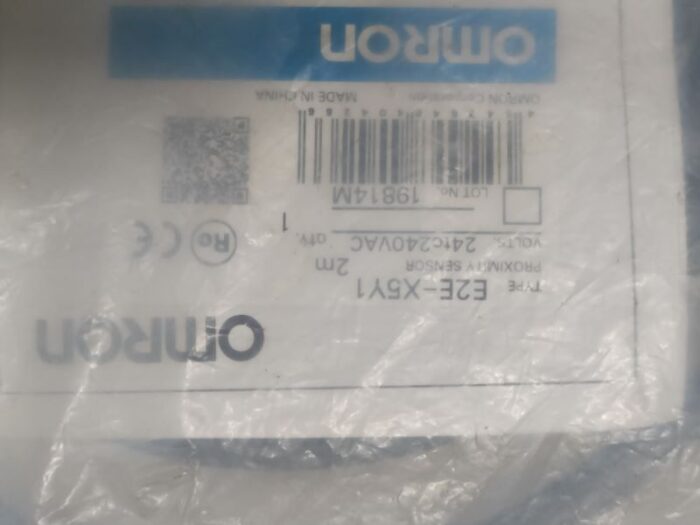 OMRON
TYPE E2E-X5Y1
PROXIMITY SENSOR 2m
VOLTS. 24to240VAC QTY. 1
LOT No. 19814M
OMRON Corporation MADE IN CHINA
OMRON